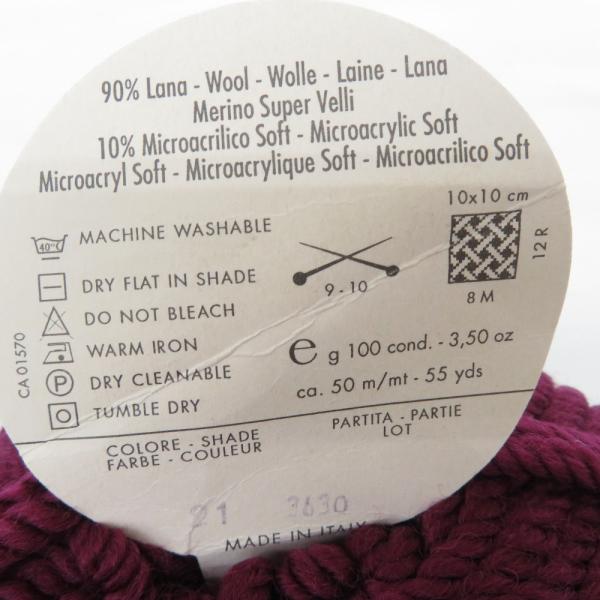 90% Lana - Wool - Wolle - Laine - Lana
Merino Super Velli
10% Microacrilico Soft - Microacrylic Soft
Microacryl Soft - Microacrylique Soft - Microacrilico Soft
40°C MACHINE WASHABLE
DRY FLAT IN SHADE
DO NOT BLEACH
WARM IRON
P DRY CLEANABLE
TUMBLE DRY
CA 01570
9 - 10
10x10 cm
12 R
8 M
e g 100 cond. - 3,50 oz
ca. 50 m/mt - 55 yds
COLORE - SHADE
FARBE - COULEUR
PARTITA - PARTIE
LOT
21 3630
MADE IN ITALY